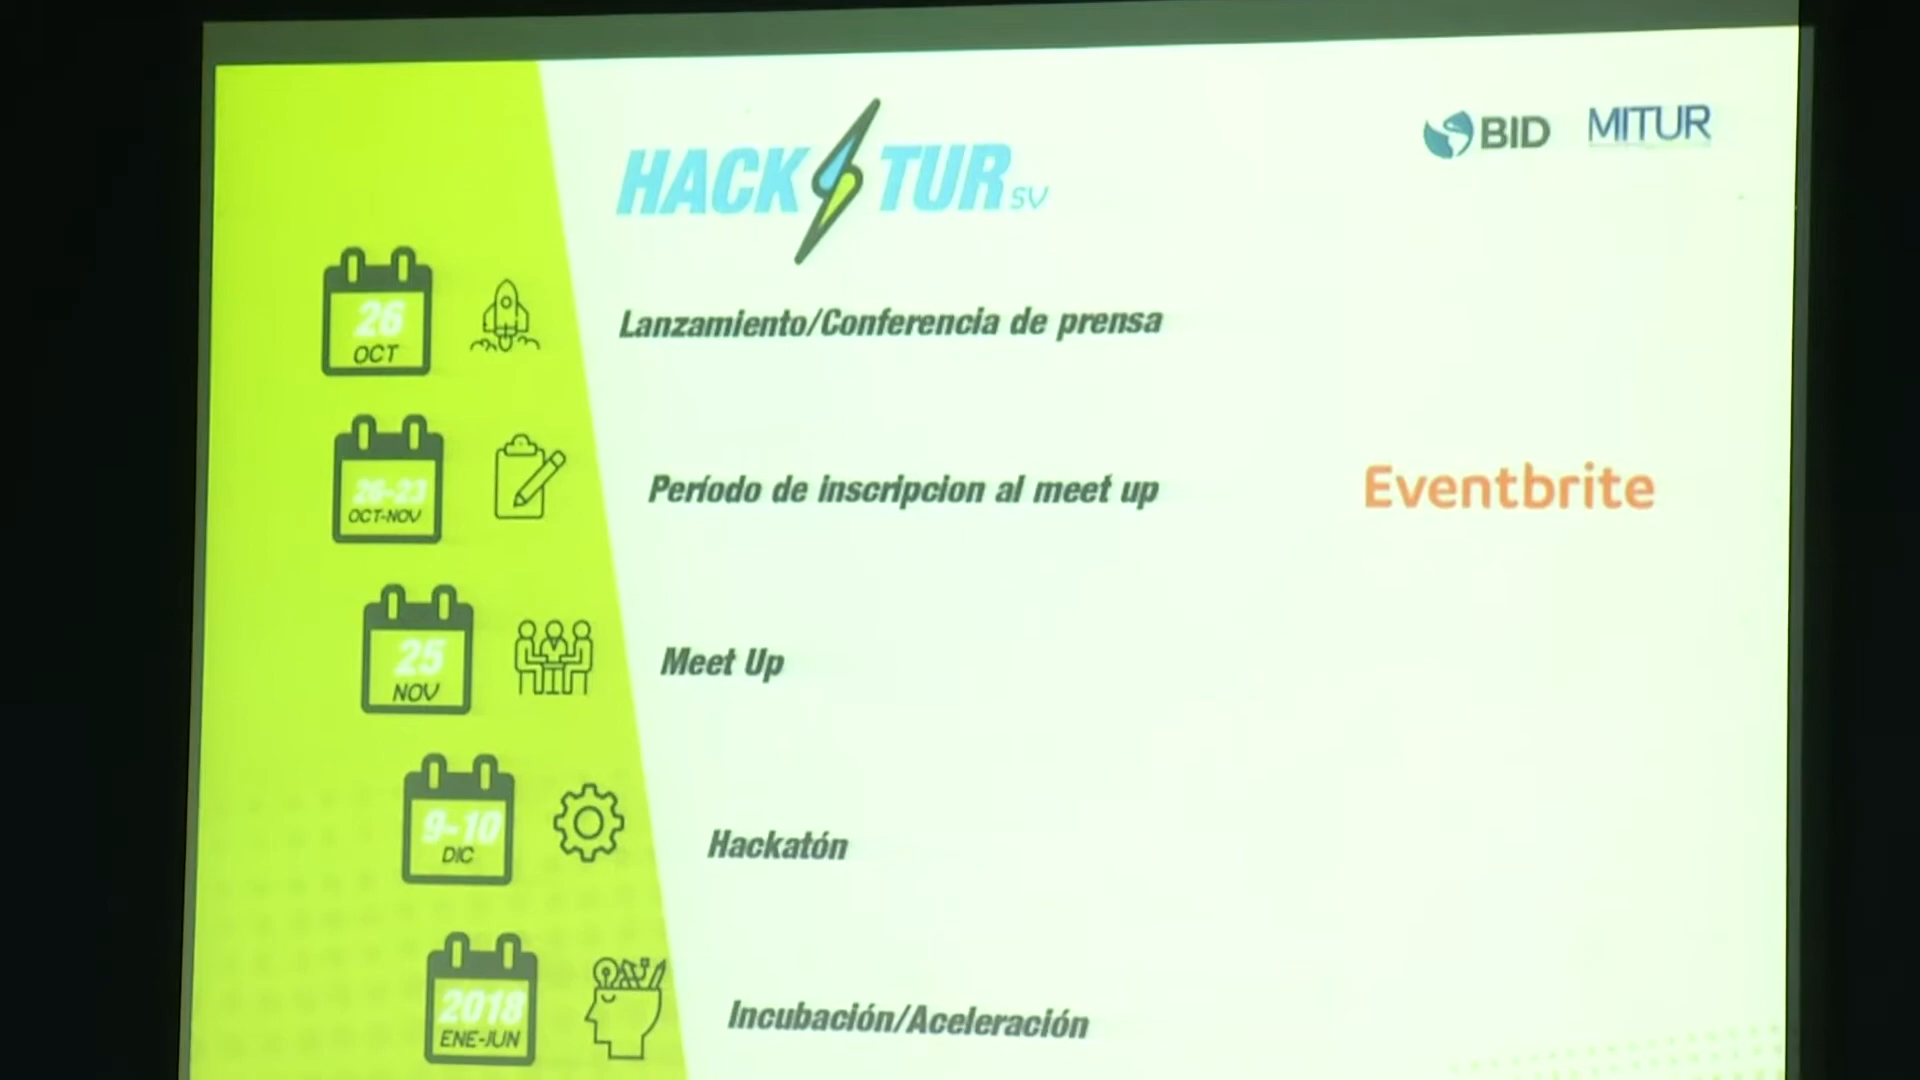 HACK TUR SV
BID
MITUR
26
OCT
Lanzamiento/Conferencia de prensa
26-23
OCT-NOV
Período de inscripcion al meet up
Eventbrite
25
NOV
Meet Up
9-10
DIC
Hackatón
2018
ENE-JUN
Incubación/Aceleración